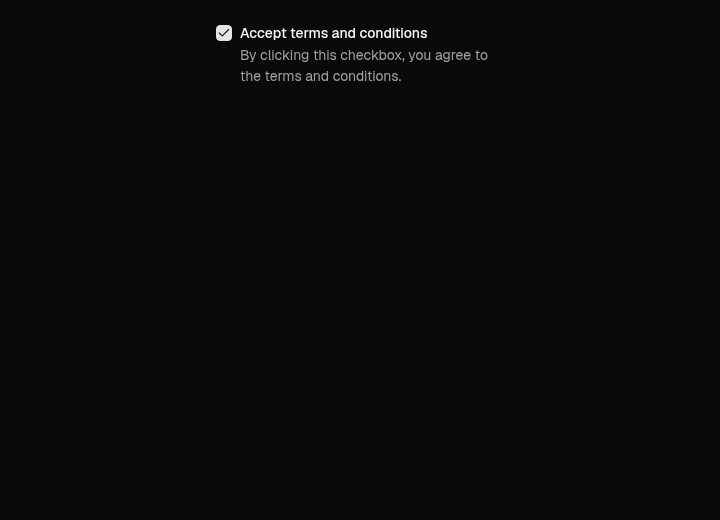 Accept terms and conditions
By clicking this checkbox, you agree to
the terms and conditions.